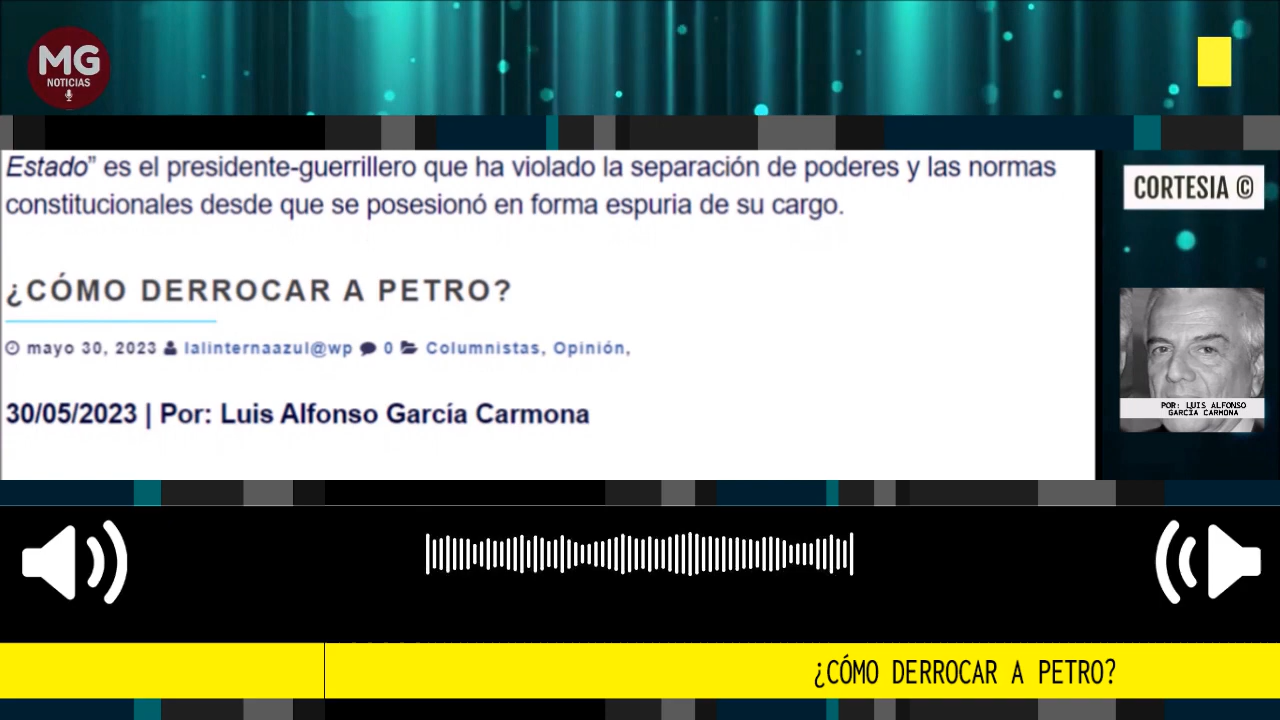 MG
NOTICIAS
Estado” es el presidente-guerrillero que ha violado la separación de poderes y las normas
constitucionales desde que se posesionó en forma espuria de su cargo.
CORTESIA ©
¿CÓMO DERROCAR A PETRO?
mayo 30, 2023 lalinternaazul@wp 0 Columnistas, Opinión,
30/05/2023 | Por: Luis Alfonso García Carmona
POR: LUIS ALFONSO
GARCÍA CARMONA
¿CÓMO DERROCAR A PETRO?